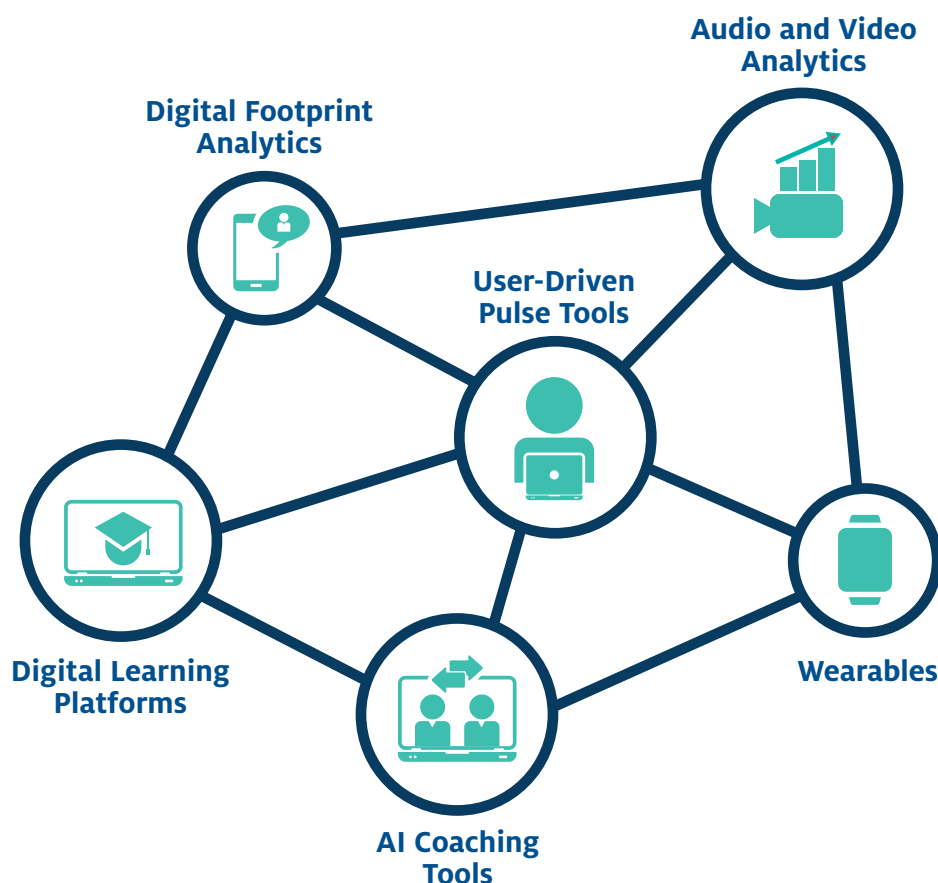 Audio and Video
Analytics
Digital Footprint
Analytics
User-Driven
Pulse Tools
Digital Learning
Platforms
Wearables
AI Coaching
Tools